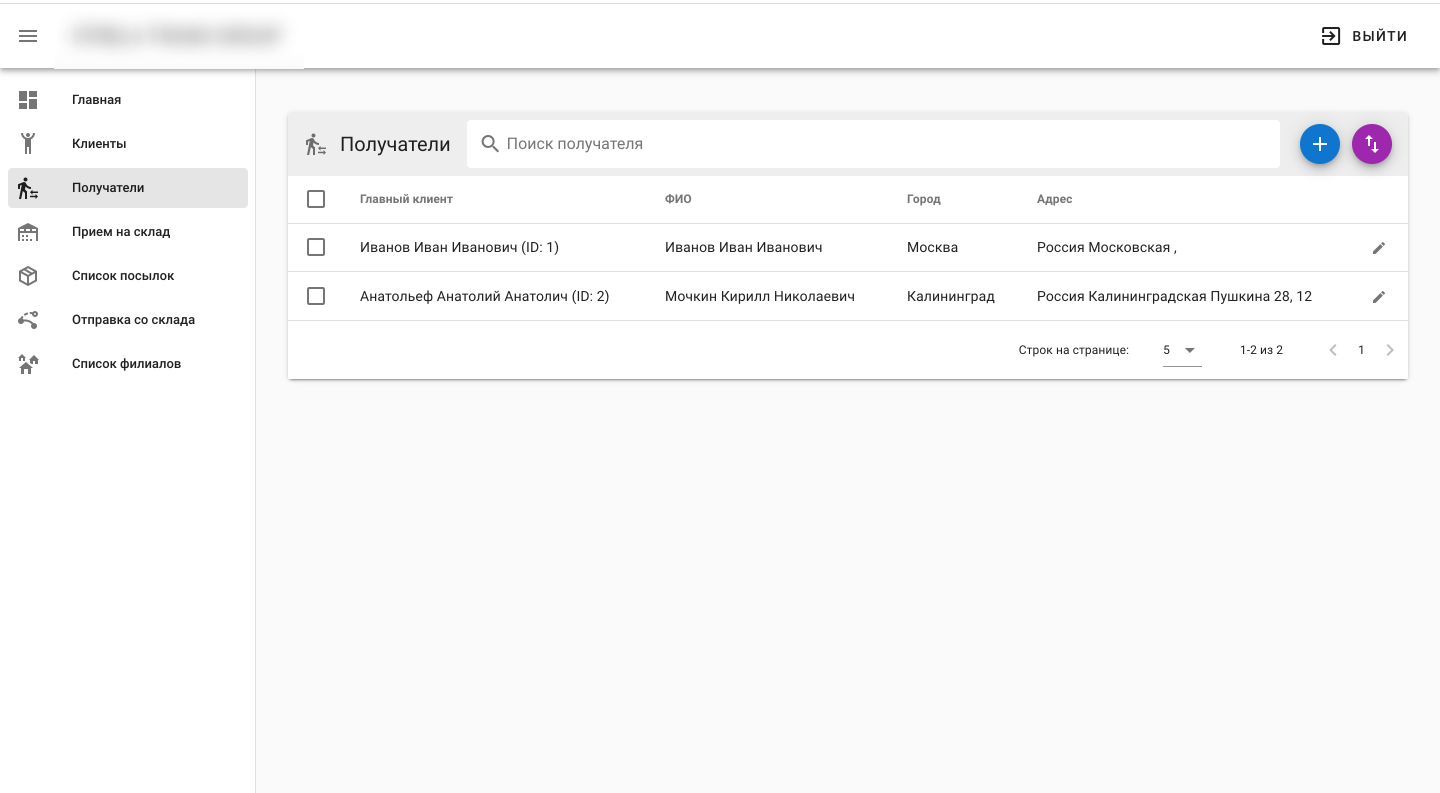 ВЫЙТИ
Главная
Клиенты
Получатели
Прием на склад
Список посылок
Отправка со склада
Список филиалов
Получатели
Поиск получателя
Главный клиент ФИО Город Адрес
Иванов Иван Иванович (ID: 1) Иванов Иван Иванович Москва Россия Московская ,
Анатольеф Анатолий Анатолич (ID: 2) Мочкин Кирилл Николаевич Калининград Россия Калининградская Пушкина 28, 12
Строк на странице: 5 1-2 из 2 1